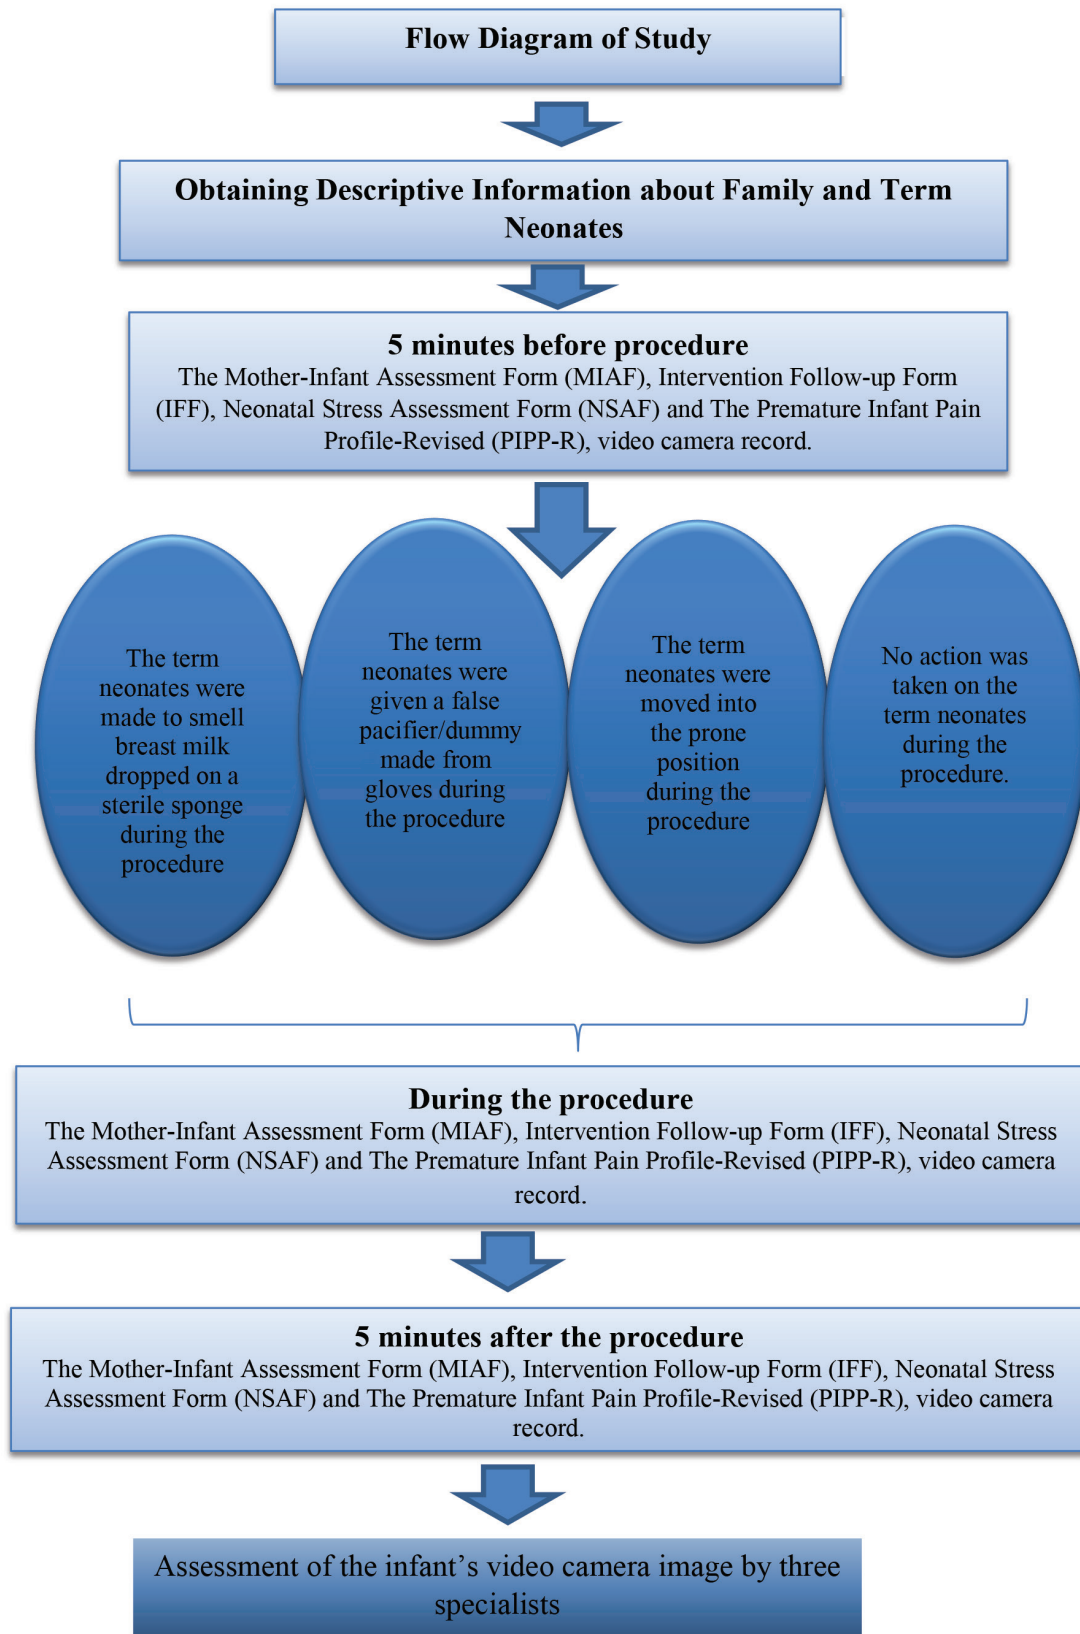 Flow Diagram of Study
Obtaining Descriptive Information about Family and Term
Neonates
5 minutes before procedure
The Mother-Infant Assessment Form (MIAF), Intervention Follow-up Form
(IFF), Neonatal Stress Assessment Form (NSAF) and The Premature Infant Pain
Profile-Revised (PIPP-R), video camera record.
The term
neonates were
made to smell
breast milk
dropped on a
sterile sponge
during the
procedure
The term
neonates were
given a false
pacifier/dummy
made from
gloves during
the procedure
The term
neonates were
moved into
the prone
position
during the
procedure
No action was
taken on the
term neonates
during the
procedure.
During the procedure
The Mother-Infant Assessment Form (MIAF), Intervention Follow-up Form (IFF), Neonatal Stress
Assessment Form (NSAF) and The Premature Infant Pain Profile-Revised (PIPP-R), video camera
record.
5 minutes after the procedure
The Mother-Infant Assessment Form (MIAF), Intervention Follow-up Form (IFF), Neonatal Stress
Assessment Form (NSAF) and The Premature Infant Pain Profile-Revised (PIPP-R), video camera
record.
Assessment of the infant's video camera image by three
specialists